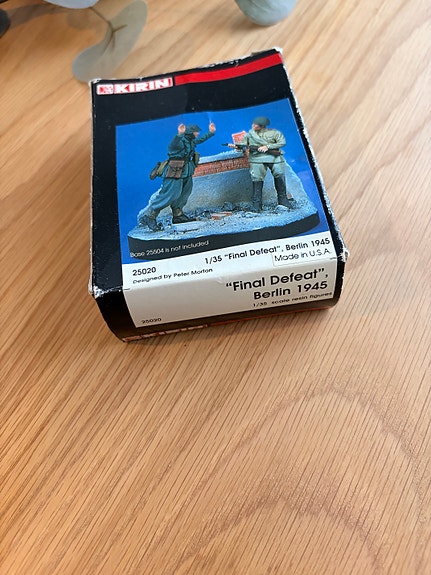 KIRIN
Base 25504 is not included
25020 1/35 "Final Defeat", Berlin 1945
Designed by Peter Morton Made in U.S.A.
"Final Defeat",
Berlin 1945
1/35 scale resin figures
25020
KIRIN